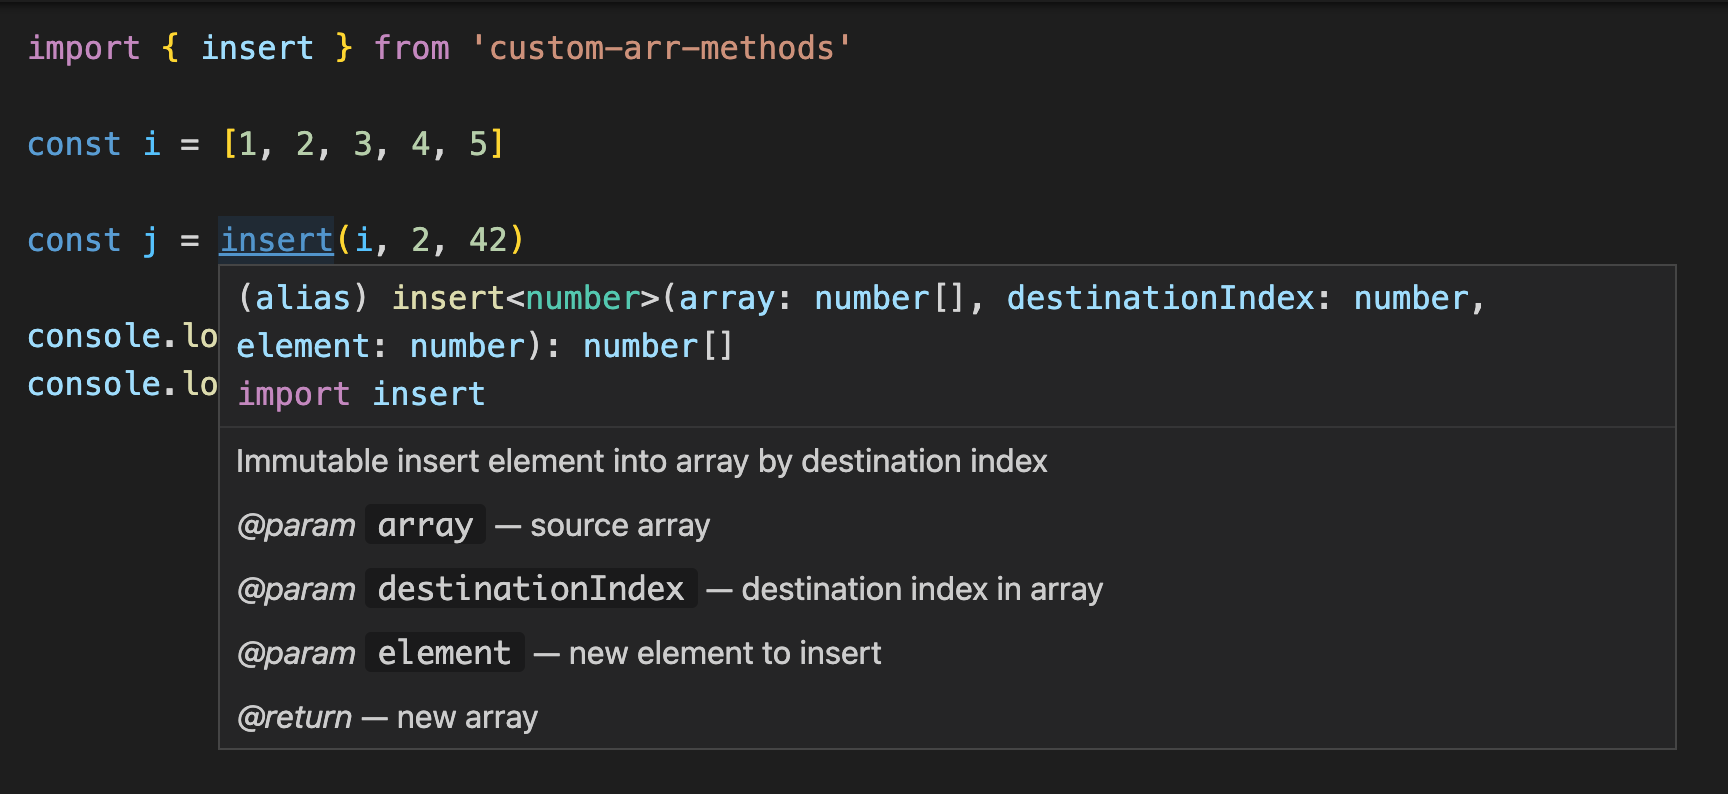 import { insert } from 'custom-arr-methods'
const i = [1, 2, 3, 4, 5]
const j = insert(i, 2, 42)
(alias) insert<number>(array: number[], destinationIndex: number,
console.lo
element: number): number[]
console.lo
import insert
Immutable insert element into array by destination index
@param array — source array
@param destinationIndex — destination index in array
@param element — new element to insert
@return — new array